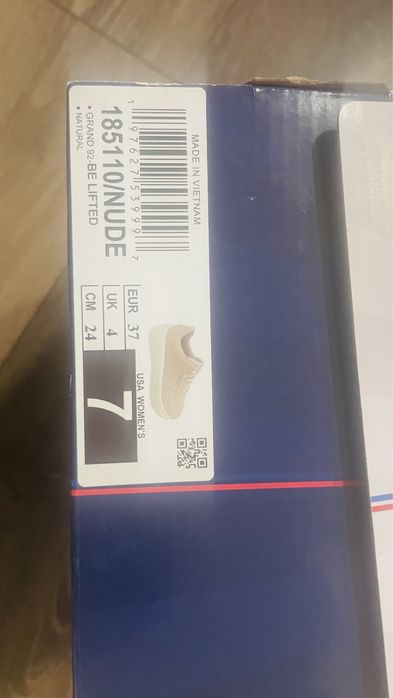 MADE IN VIETNAM
1 97627 53999 7
185110/NUDE
• GRAND 92-BE LIFTED
• NATURAL
EUR 37
UK 4
CM 24
USA WOMEN'S
7